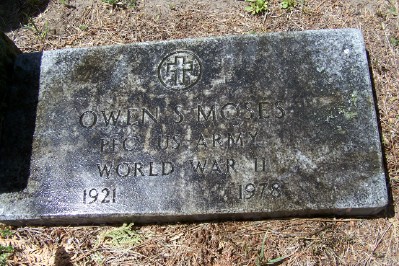 OWEN S MOSES
PFC US ARMY
WORLD WAR II
1921 1978